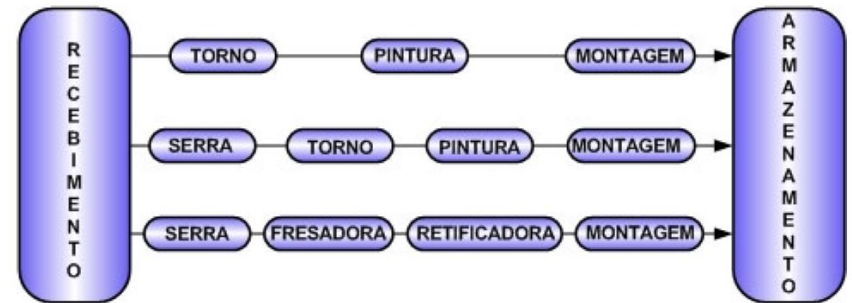 RECEBIMENTO
TORNO PINTURA MONTAGEM
SERRA TORNO PINTURA MONTAGEM
SERRA FRESADORA RETIFICADORA MONTAGEM
ARMAZENAMENTO